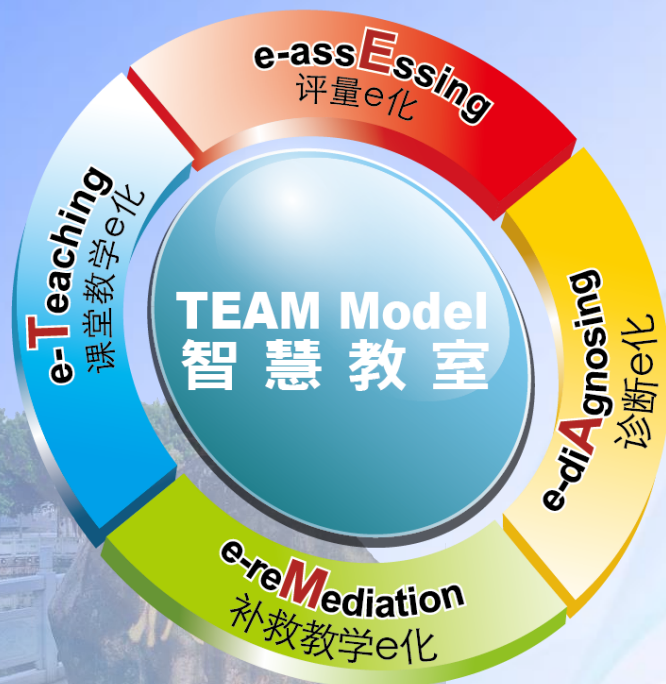 e-assEssing
评量e化
e-Teaching
课堂教学e化
TEAM Model
智慧教室
e-diAgnosing
诊断e化
e-reMediation
补救教学e化